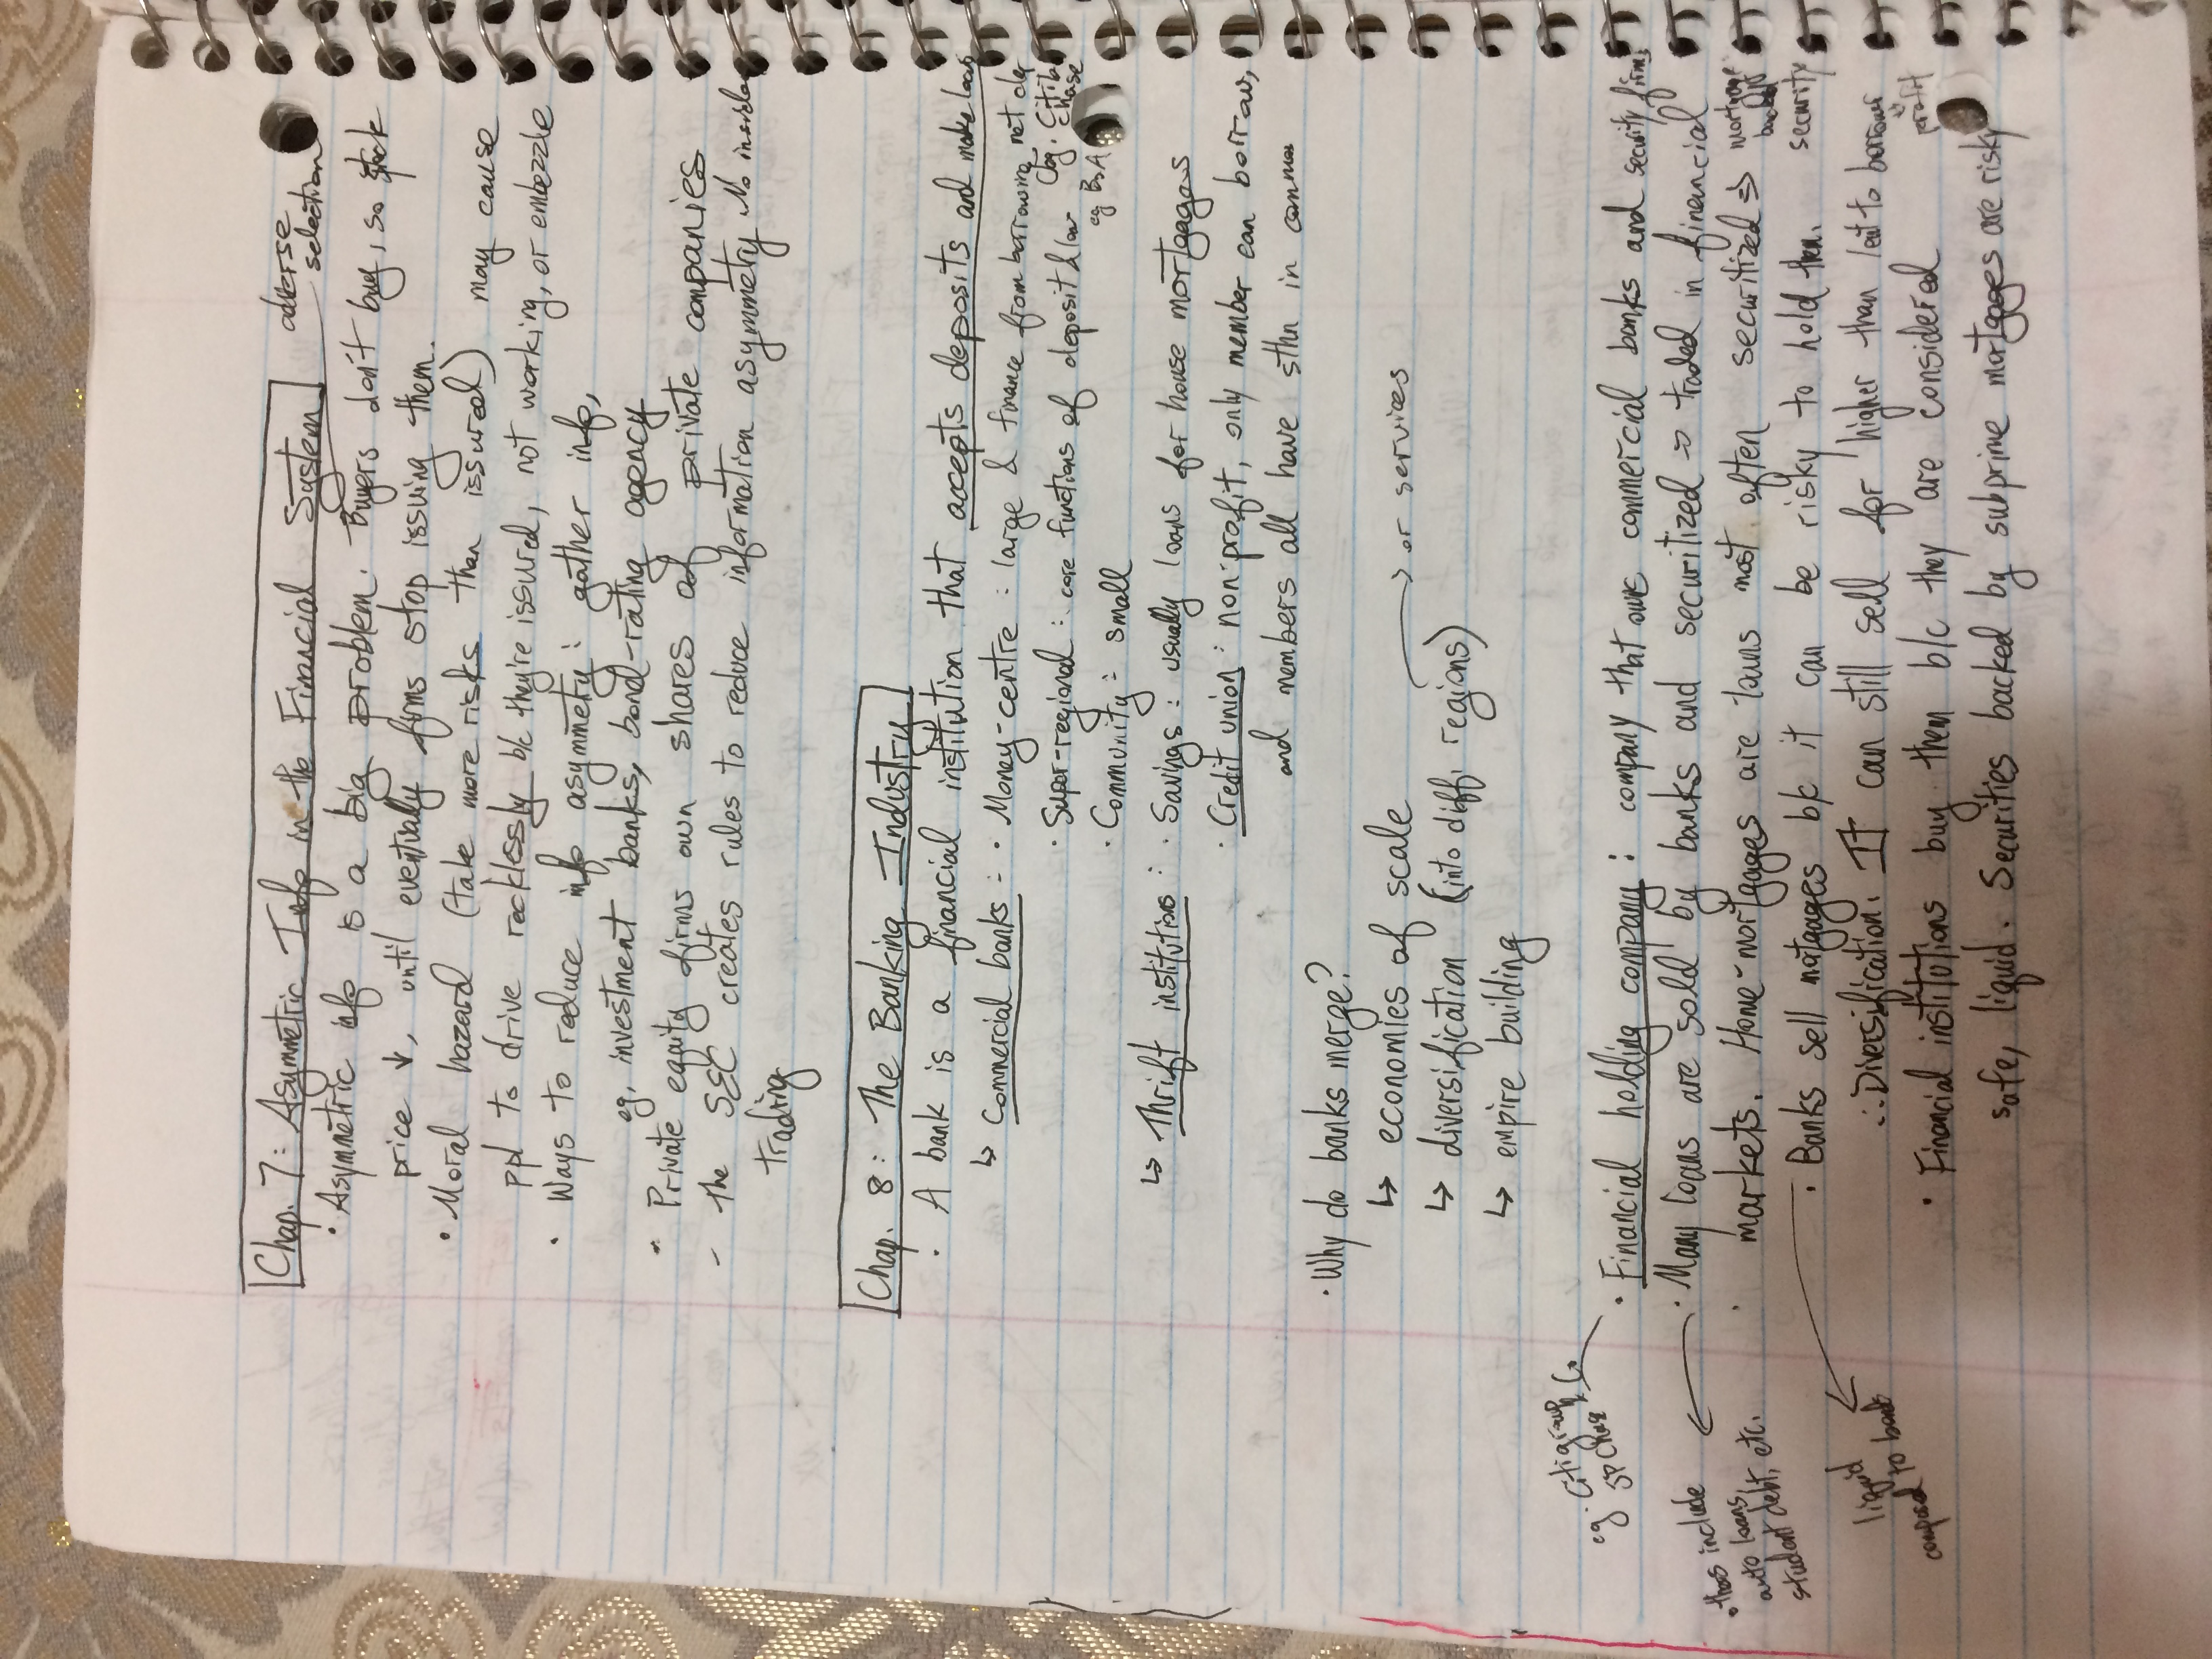 Chap. 7: Asymmetric Info in the Financial System
adverse
selection
• Asymmetric info is a big problem. Buyers don't buy, so stock
price ↓, until eventually firms stop issuing them.
• Moral hazard (take more risks than issured) may cause
ppl to drive recklessly b/c they're issured, not working, or embezzle
• Ways to reduce info asymmetry: gather info,
eg, investment banks, bond-rating agency
• Private equity firms own shares of private companies
- the SEC creates rules to reduce information asymmetry No insider
trading
Chap. 8: The Banking Industry
• A bank is a financial institution that accepts deposits and make loans
↳ Commercial banks: • Money-centre: large & finance from borrowing, not
eg. Citib
Chase
• Super-regional: core functions of deposit &
eg BoA
• Community: small
↳ Thrift institutions: • Savings: usually loans for house mortgages
• Credit union: non-profit, only member can borrow,
and members all have sthn in common
• Why do banks merge?
↳ economies of scale
→ or services
↳ diversification (into diff. regions)
↳ empire building
eg. Citigroup
JP Chase & Co
• Financial holding company: company that owns commercial banks and security firms
• Many loans are sold by banks and securitized → traded in financial
• thes include
auto loans,
student debt, etc.
markets. Home-mortgages are loans most often securitized ⇒ mortgage
backed
security
• Banks sell motgages b/c it can be risky to hold them.
∴ Diversification. It can still sell for higher than lent to borrower
profit
liquid
compared to bank
• Financial institutions buy them b/c they are considered
safe, liquid. Securities backed by subprime mortgages are risky